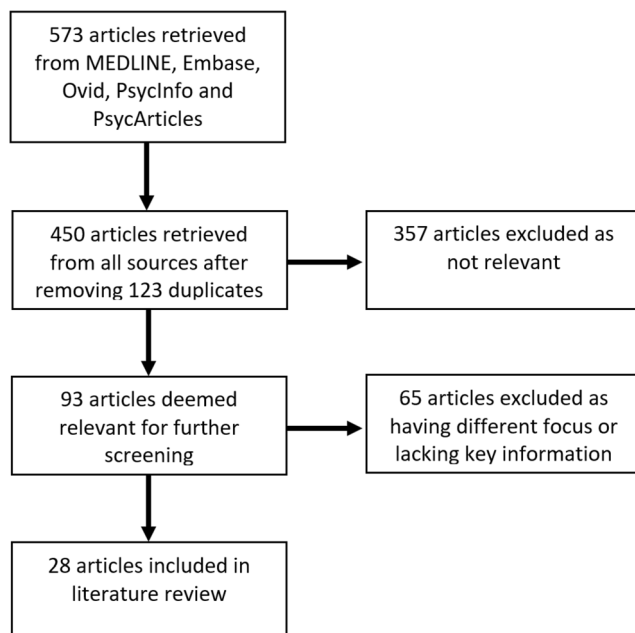 573 articles retrieved
from MEDLINE, Embase,
Ovid, PsycInfo and
PsycArticles
450 articles retrieved
from all sources after
removing 123 duplicates
357 articles excluded as
not relevant
93 articles deemed
relevant for further
screening
65 articles excluded as
having different focus or
lacking key information
28 articles included in
literature review